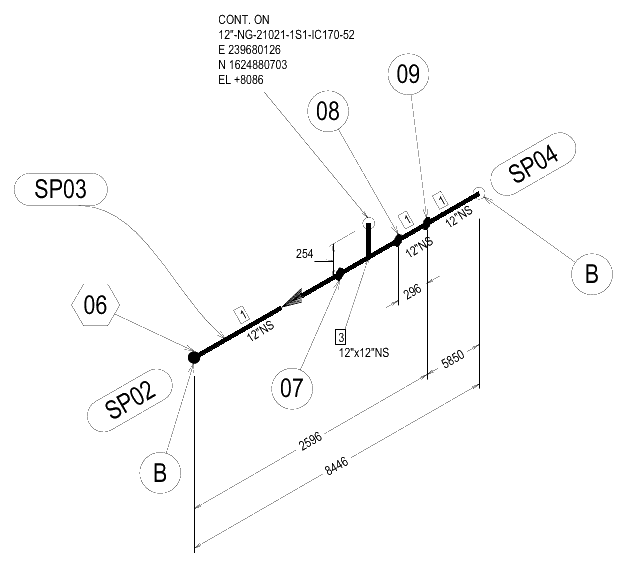 CONT. ON
12"-NG-21021-1S1-IC170-52
E 239680126
N 1624880703
EL +8086
09
08
SP04
SP03
1
1
12"NS
12"NS
254
B
296
06
1
12"NS
3
12"x12"NS
07
5850
SP02
2596
8446
B